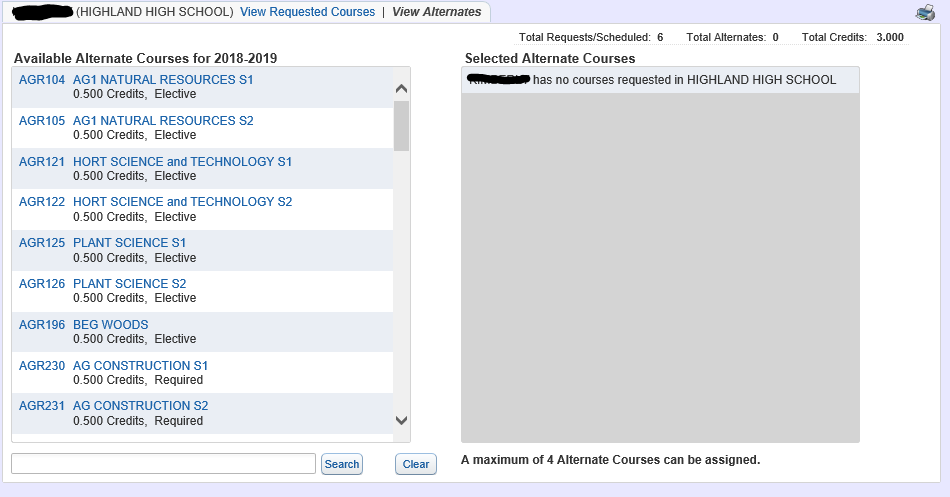 (HIGHLAND HIGH SCHOOL) View Requested Courses | View Alternates
Total Requests/Scheduled: 6 Total Alternates: 0 Total Credits: 3.000
Available Alternate Courses for 2018-2019
AGR104 AG1 NATURAL RESOURCES S1
0.500 Credits, Elective
AGR105 AG1 NATURAL RESOURCES S2
0.500 Credits, Elective
AGR121 HORT SCIENCE and TECHNOLOGY S1
0.500 Credits, Elective
AGR122 HORT SCIENCE and TECHNOLOGY S2
0.500 Credits, Elective
AGR125 PLANT SCIENCE S1
0.500 Credits, Elective
AGR126 PLANT SCIENCE S2
0.500 Credits, Elective
AGR196 BEG WOODS
0.500 Credits, Elective
AGR230 AG CONSTRUCTION S1
0.500 Credits, Required
AGR231 AG CONSTRUCTION S2
0.500 Credits, Required
Search Clear
Selected Alternate Courses
has no courses requested in HIGHLAND HIGH SCHOOL
A maximum of 4 Alternate Courses can be assigned.